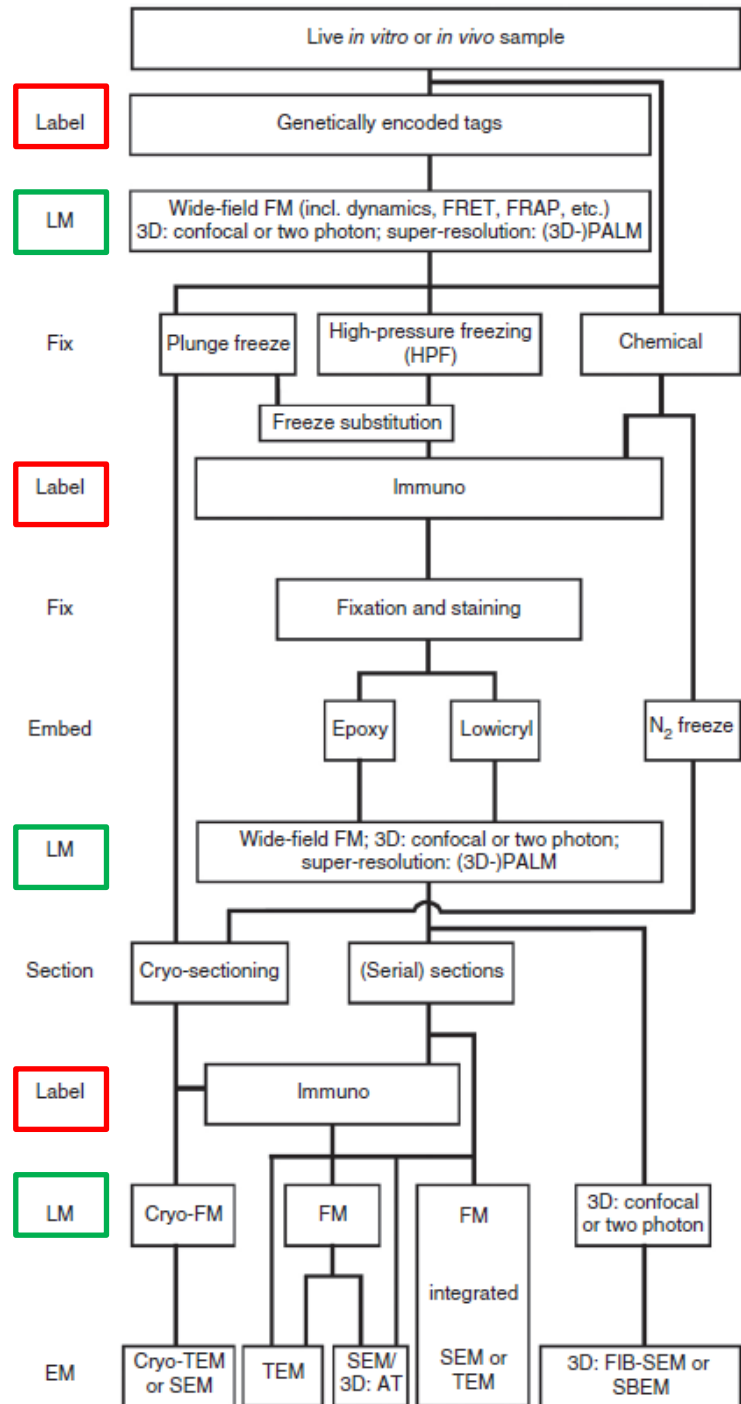 Live in vitro or in vivo sample
Label
Genetically encoded tags
LM
Wide-field FM (incl. dynamics, FRET, FRAP, etc.)
3D: confocal or two photon; super-resolution: (3D-)PALM
Fix
Plunge freeze
High-pressure freezing
(HPF)
Chemical
Freeze substitution
Label
Immuno
Fix
Fixation and staining
Embed
Epoxy
Lowicryl
N2 freeze
LM
Wide-field FM; 3D: confocal or two photon;
super-resolution: (3D-)PALM
Section
Cryo-sectioning
(Serial) sections
Label
Immuno
LM
Cryo-FM
FM
FM
integrated
SEM or
TEM
3D: confocal
or two photon
EM
Cryo-TEM
or SEM
TEM
SEM/
3D: AT
3D: FIB-SEM or
SBEM